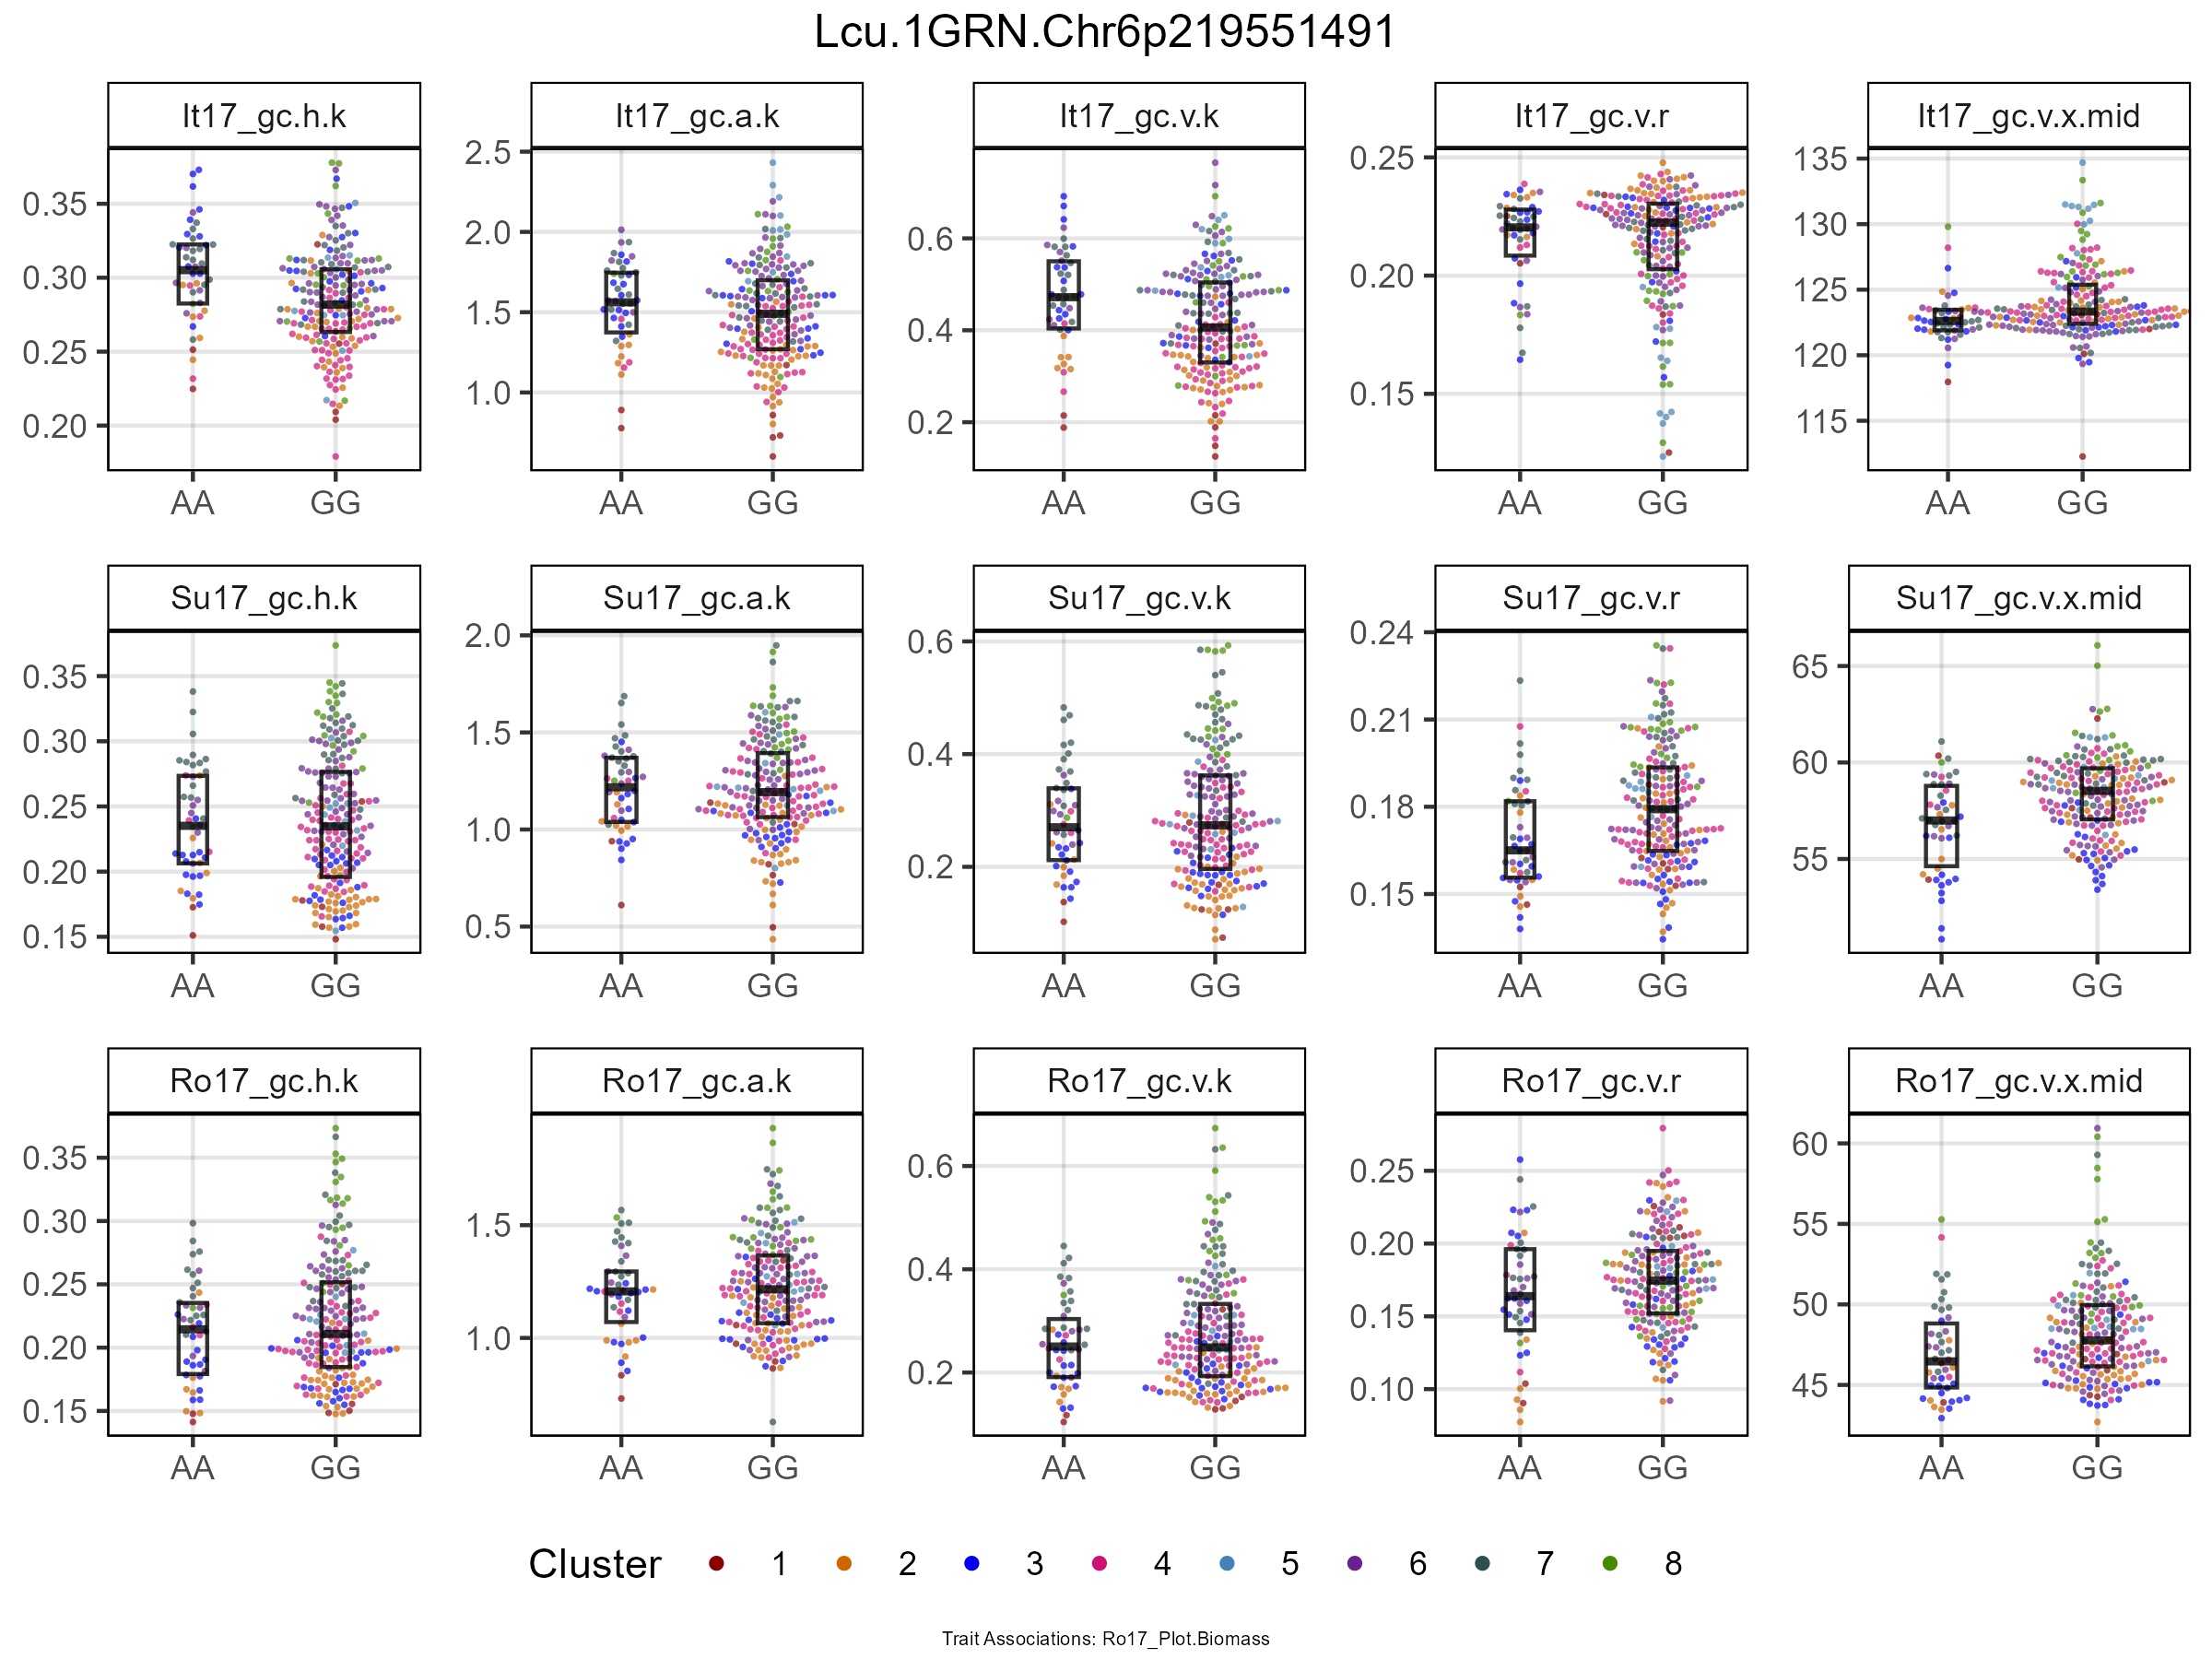 Lcu.1GRN.Chr6p219551491
It17_gc.h.k It17_gc.a.k It17_gc.v.k It17_gc.v.r It17_gc.v.x.mid
0.35 0.30 0.25 0.20
2.5 2.0 1.5 1.0
0.6 0.4 0.2
0.25 0.20 0.15
135 130 125 120 115
AA GG AA GG AA GG AA GG AA GG
Su17_gc.h.k Su17_gc.a.k Su17_gc.v.k Su17_gc.v.r Su17_gc.v.x.mid
0.35 0.30 0.25 0.20 0.15
2.0 1.5 1.0 0.5
0.6 0.4 0.2
0.24 0.21 0.18 0.15
65 60 55
AA GG AA GG AA GG AA GG AA GG
Ro17_gc.h.k Ro17_gc.a.k Ro17_gc.v.k Ro17_gc.v.r Ro17_gc.v.x.mid
0.35 0.30 0.25 0.20 0.15
1.5 1.0
0.6 0.4 0.2
0.25 0.20 0.15 0.10
60 55 50 45
AA GG AA GG AA GG AA GG AA GG
Cluster 1 2 3 4 5 6 7 8
Trait Associations: Ro17_Plot.Biomass